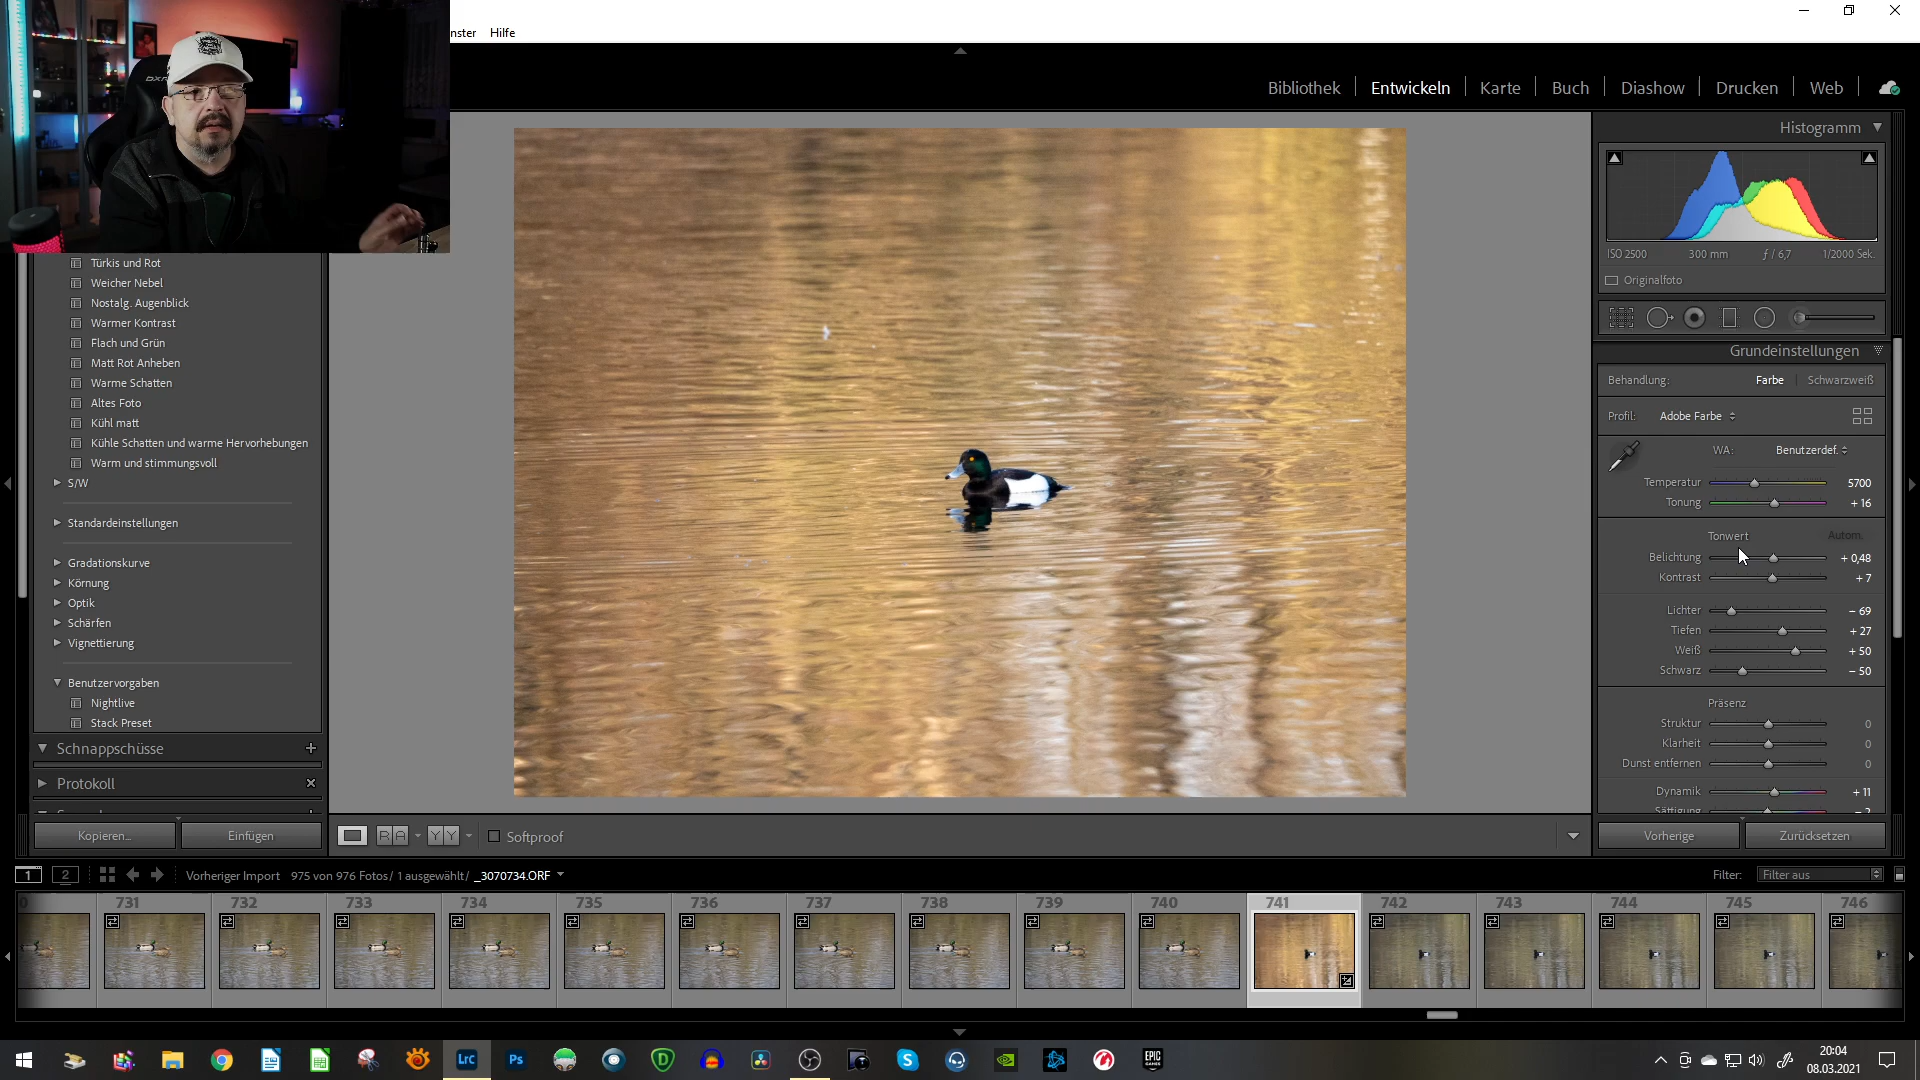 nster Hilfe
Bibliothek Entwickeln Karte Buch Diashow Drucken Web
Türkis und Rot
Weicher Nebel
Nostalg. Augenblick
Warmer Kontrast
Flach und Grün
Matt Rot Anheben
Warme Schatten
Altes Foto
Kühl matt
Kühle Schatten und warme Hervorhebungen
Warm und stimmungsvoll
S/W
Standardeinstellungen
Gradationskurve
Körnung
Optik
Schärfen
Vignettierung
Benutzervorgaben
Nightlive
Stack Preset
Schnappschüsse
Protokoll
Kopieren... Einfügen
R A Y Y Softproof
Histogramm
ISO 2500 300 mm ƒ / 6,7 1/2000 Sek.
Originalfoto
Grundeinstellungen
Behandlung: Farbe Schwarzweiß
Profil: Adobe Farbe
WA: Benutzerdef.
Temperatur 5700
Tonung + 16
Tonwert Autom.
Belichtung + 0,48
Kontrast + 7
Lichter − 69
Tiefen + 27
Weiß + 50
Schwarz − 50
Präsenz
Struktur 0
Klarheit 0
Dunst entfernen 0
Dynamik + 11
Sättigung − 2
Vorherige Zurücksetzen
1 2 Vorheriger Import 975 von 976 Fotos / 1 ausgewählt / _3070734.ORF Filter: Filter aus
0 731 732 733 734 735 736 737 738 739 740 741 742 743 744 745 746
Lrc Ps EPIC GAMES
20:04
08.03.2021